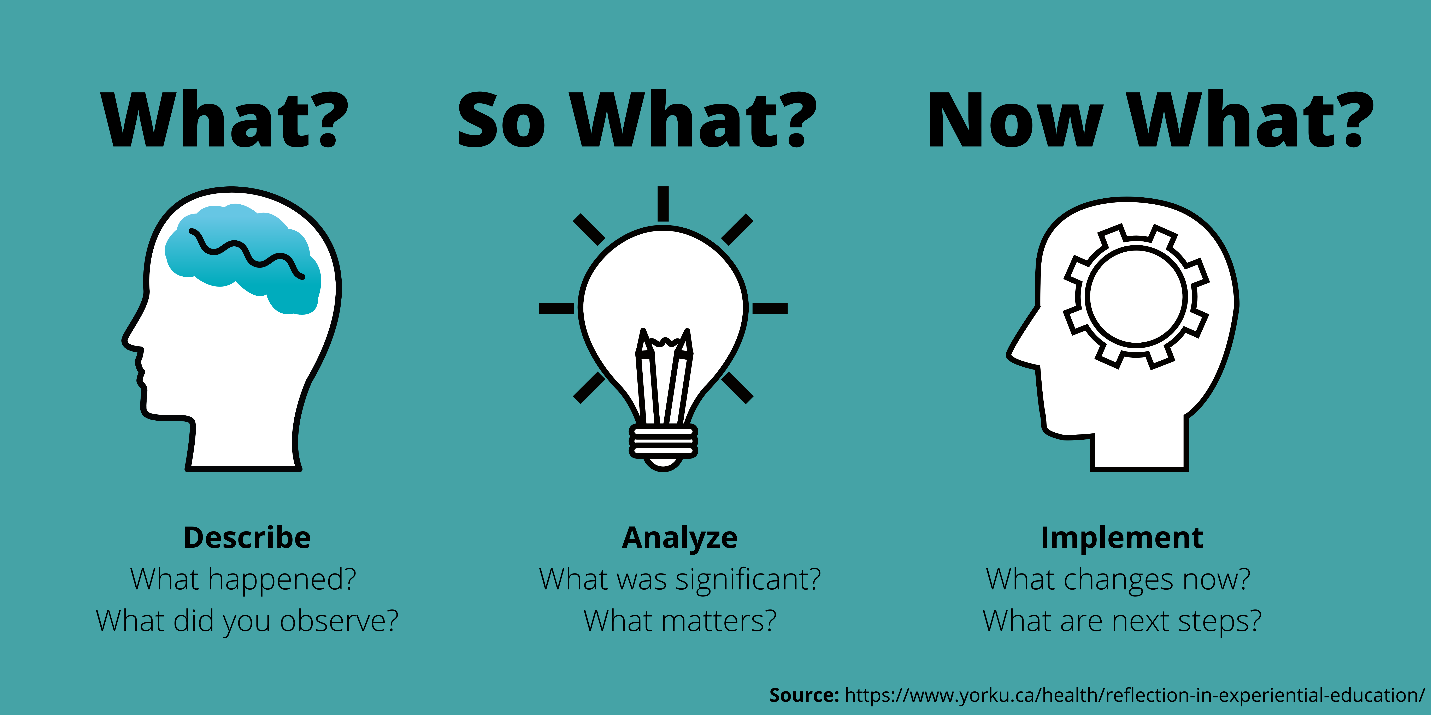 What?
So What?
Now What?
Describe
What happened?
What did you observe?
Analyze
What was significant?
What matters?
Implement
What changes now?
What are next steps?
Source: https://www.yorku.ca/health/reflection-in-experiential-education/